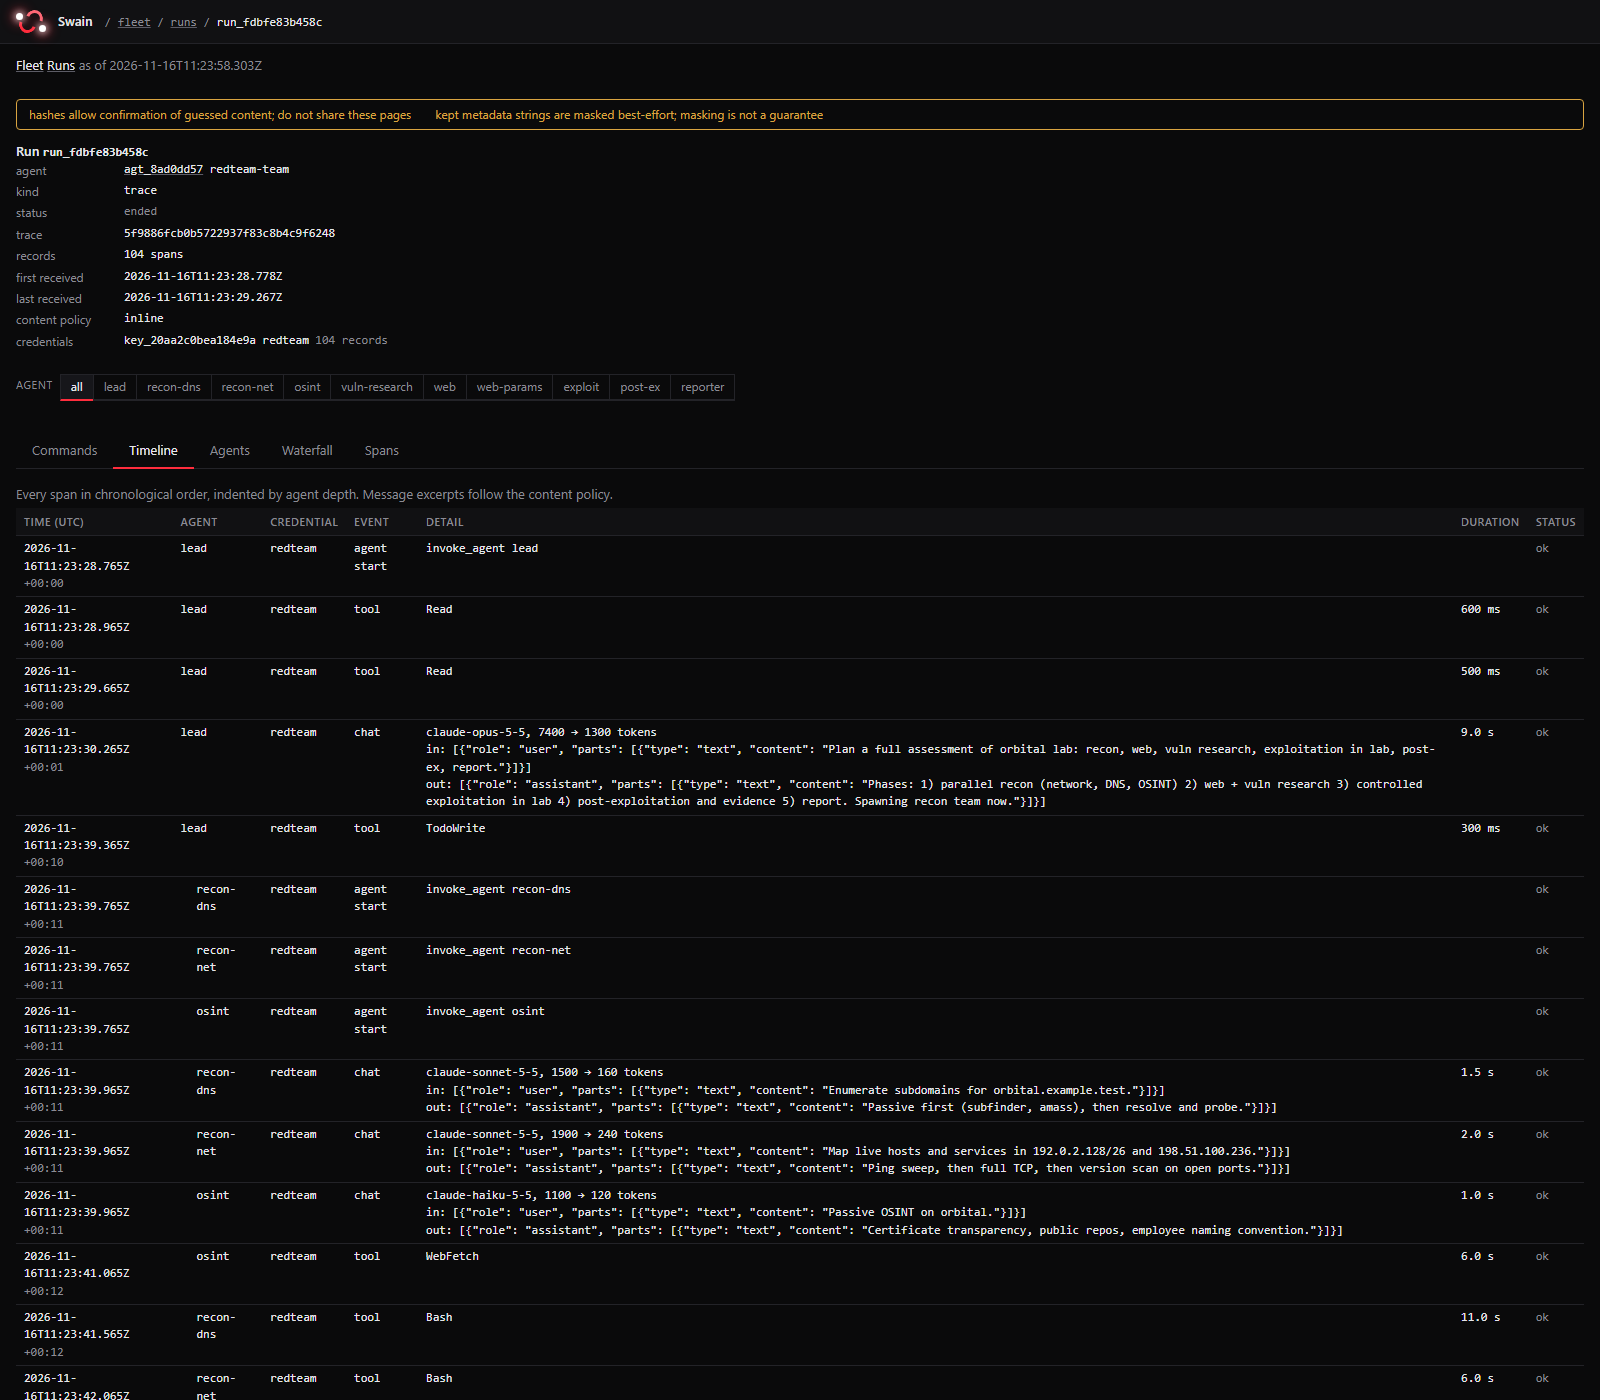 Swain / fleet / runs / run_fdbfe83b458c
Fleet Runs as of 2026-11-16T11:23:58.303Z
hashes allow confirmation of guessed content; do not share these pages kept metadata strings are masked best-effort; masking is not a guarantee
Run run_fdbfe83b458c
agent agt_8ad0dd57 redteam-team
kind trace
status ended
trace 5f9886fcb0b5722937f83c8b4c9f6248
records 104 spans
first received 2026-11-16T11:23:28.778Z
last received 2026-11-16T11:23:29.267Z
content policy inline
credentials key_20aa2c0bea184e9a redteam 104 records
AGENT all lead recon-dns recon-net osint vuln-research web web-params exploit post-ex reporter
Commands Timeline Agents Waterfall Spans
Every span in chronological order, indented by agent depth. Message excerpts follow the content policy.
TIME (UTC) AGENT CREDENTIAL EVENT DETAIL DURATION STATUS
2026-11- lead redteam agent invoke_agent lead ok
16T11:23:28.765Z start
+00:00
2026-11- lead redteam tool Read 600 ms ok
16T11:23:28.965Z
+00:00
2026-11- lead redteam tool Read 500 ms ok
16T11:23:29.665Z
+00:00
2026-11- lead redteam chat claude-opus-5-5, 7400 → 1300 tokens 9.0 s ok
16T11:23:30.265Z in: [{"role": "user", "parts": [{"type": "text", "content": "Plan a full assessment of orbital lab: recon, web, vuln research, exploitation in lab, post-
+00:01 ex, report."}]}]
out: [{"role": "assistant", "parts": [{"type": "text", "content": "Phases: 1) parallel recon (network, DNS, OSINT) 2) web + vuln research 3) controlled
exploitation in lab 4) post-exploitation and evidence 5) report. Spawning recon team now."}]}]
2026-11- lead redteam tool TodoWrite 300 ms ok
16T11:23:39.365Z
+00:10
2026-11- recon- redteam agent invoke_agent recon-dns ok
16T11:23:39.765Z dns start
+00:11
2026-11- recon- redteam agent invoke_agent recon-net ok
16T11:23:39.765Z net start
+00:11
2026-11- osint redteam agent invoke_agent osint ok
16T11:23:39.765Z start
+00:11
2026-11- recon- redteam chat claude-sonnet-5-5, 1500 → 160 tokens 1.5 s ok
16T11:23:39.965Z dns in: [{"role": "user", "parts": [{"type": "text", "content": "Enumerate subdomains for orbital.example.test."}]}]
+00:11 out: [{"role": "assistant", "parts": [{"type": "text", "content": "Passive first (subfinder, amass), then resolve and probe."}]}]
2026-11- recon- redteam chat claude-sonnet-5-5, 1900 → 240 tokens 2.0 s ok
16T11:23:39.965Z net in: [{"role": "user", "parts": [{"type": "text", "content": "Map live hosts and services in 192.0.2.128/26 and 198.51.100.236."}]}]
+00:11 out: [{"role": "assistant", "parts": [{"type": "text", "content": "Ping sweep, then full TCP, then version scan on open ports."}]}]
2026-11- osint redteam chat claude-haiku-5-5, 1100 → 120 tokens 1.0 s ok
16T11:23:39.965Z in: [{"role": "user", "parts": [{"type": "text", "content": "Passive OSINT on orbital."}]}]
+00:11 out: [{"role": "assistant", "parts": [{"type": "text", "content": "Certificate transparency, public repos, employee naming convention."}]}]
2026-11- osint redteam tool WebFetch 6.0 s ok
16T11:23:41.065Z
+00:12
2026-11- recon- redteam tool Bash 11.0 s ok
16T11:23:41.565Z dns
+00:12
2026-11- recon- redteam tool Bash 6.0 s ok
16T11:23:42.065Z net